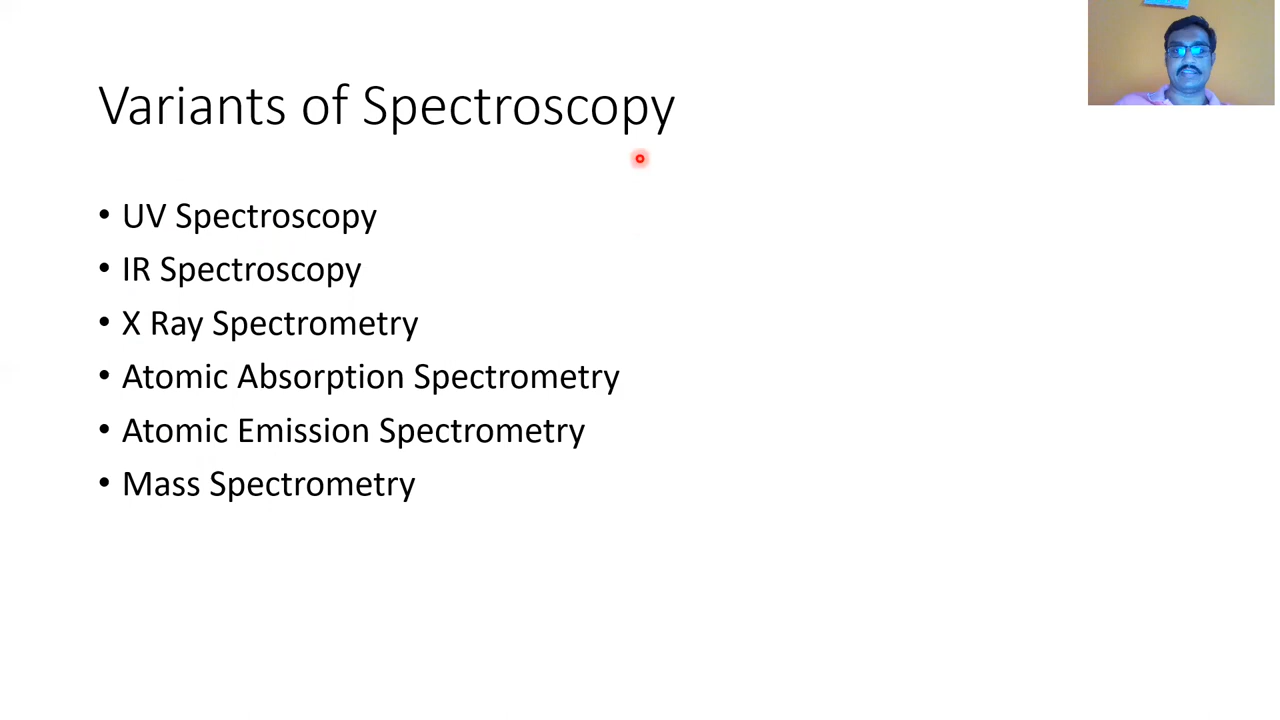 Variants of Spectroscopy
• UV Spectroscopy
• IR Spectroscopy
• X Ray Spectrometry
• Atomic Absorption Spectrometry
• Atomic Emission Spectrometry
• Mass Spectrometry